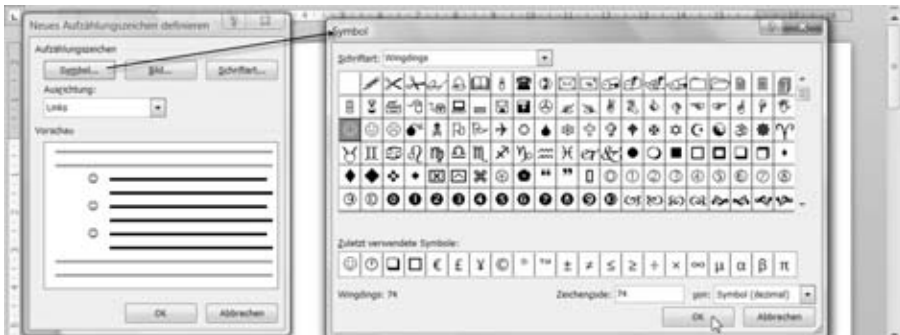 Neues Aufzählungszeichen definieren
Aufzählungszeichen
Symbol...
Bild...
Schriftart...
Ausrichtung:
Links
Vorschau
OK
Abbrechen
Symbol
Schriftart: Wingdings
Zuletzt verwendete Symbole:
€ £ ¥ © ® ™ ± ≠ ≤ ≥ ÷ × ∞ µ α β π
Wingdings: 74
Zeichencode: 74
von: Symbol (dezimal)
OK
Abbrechen